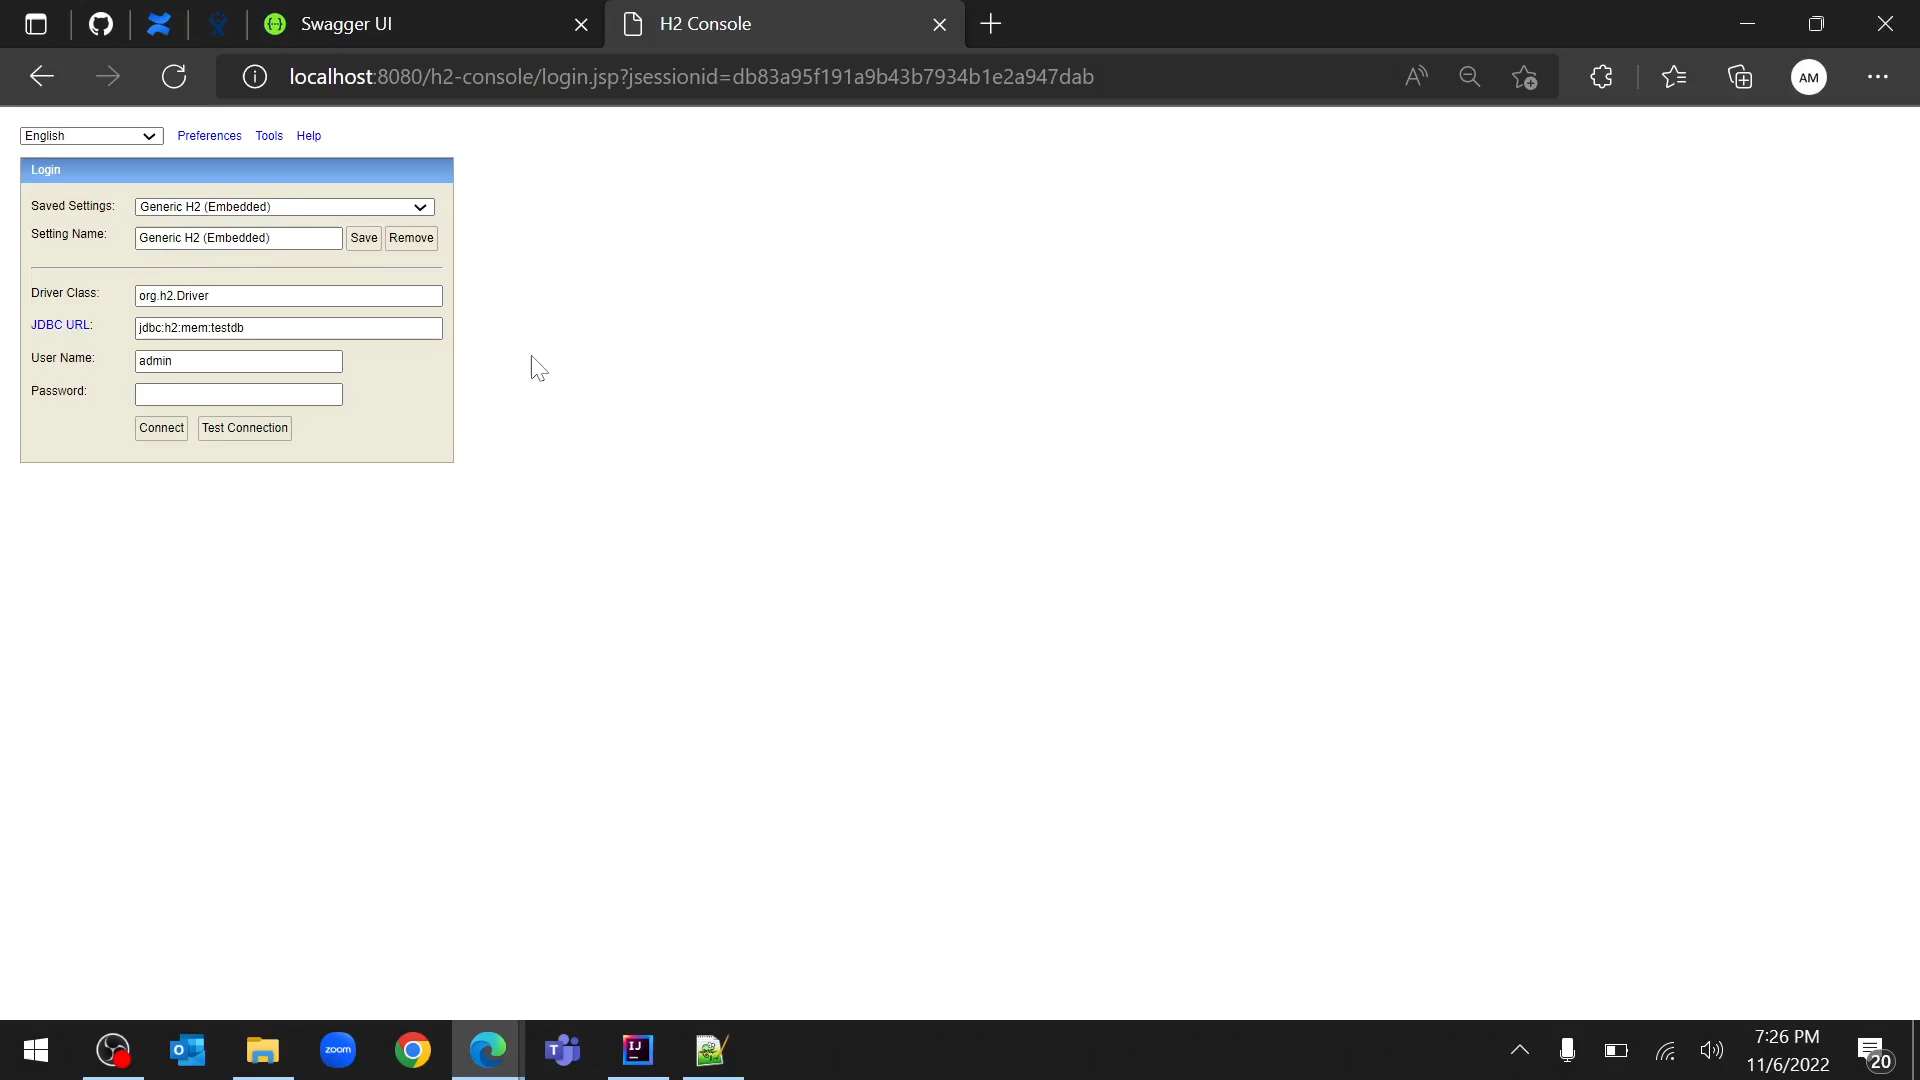 Swagger UI
H2 Console
localhost:8080/h2-console/login.jsp?jsessionid=db83a95f191a9b43b7934b1e2a947dab
A
AM
English
Preferences Tools Help
Login
Saved Settings: Generic H2 (Embedded)
Setting Name: Generic H2 (Embedded) Save Remove
Driver Class: org.h2.Driver
JDBC URL: jdbc:h2:mem:testdb
User Name: admin
Password:
Connect Test Connection
zoom
IJ
7:26 PM
11/6/2022
20